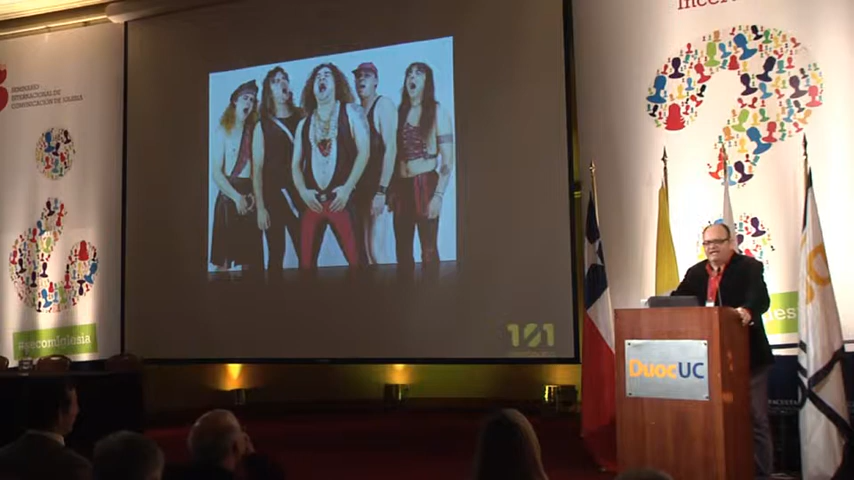 SEMINARIO
INTERNACIONAL DE
COMUNICACIÓN DE IGLESIA
#secomiglesia
101
DuocUC